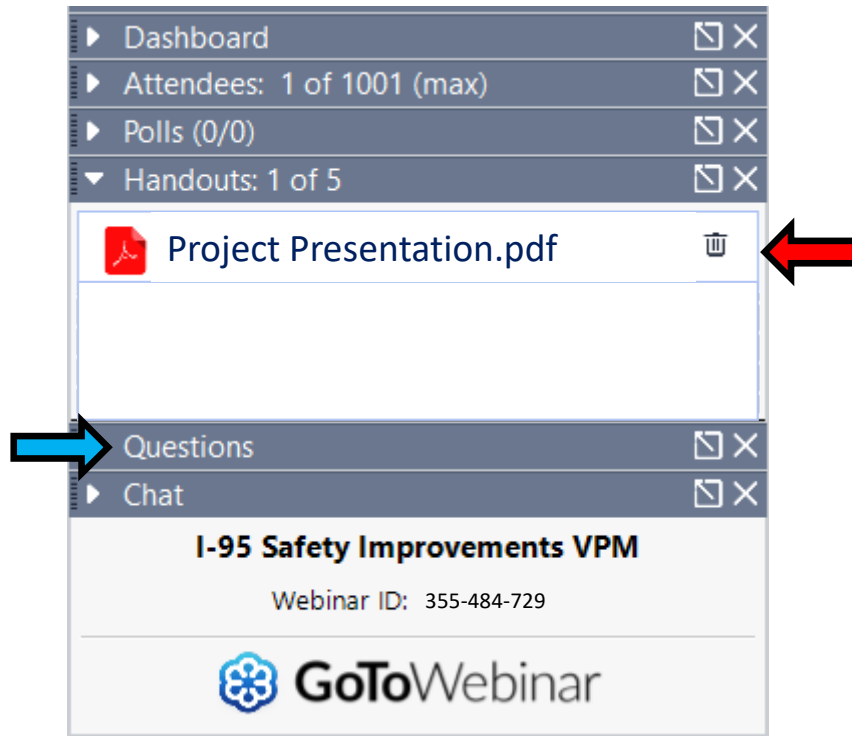 Dashboard
Attendees: 1 of 1001 (max)
Polls (0/0)
Handouts: 1 of 5
Project Presentation.pdf
Questions
Chat
I-95 Safety Improvements VPM
Webinar ID: 355-484-729
GoToWebinar